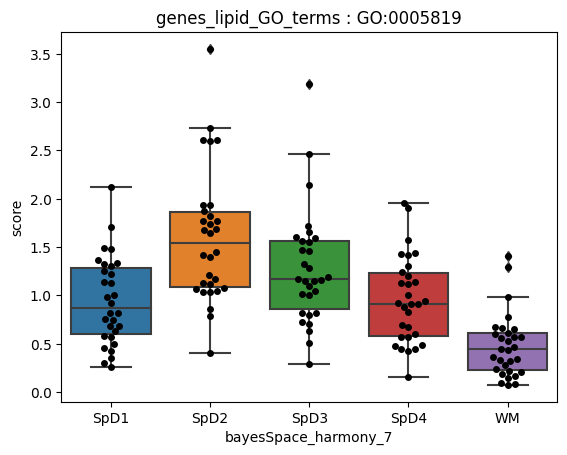 genes_lipid_GO_terms : GO:0005819
score
3.5
3.0
2.5
2.0
1.5
1.0
0.5
0.0
SpD1 SpD2 SpD3 SpD4 WM
bayesSpace_harmony_7